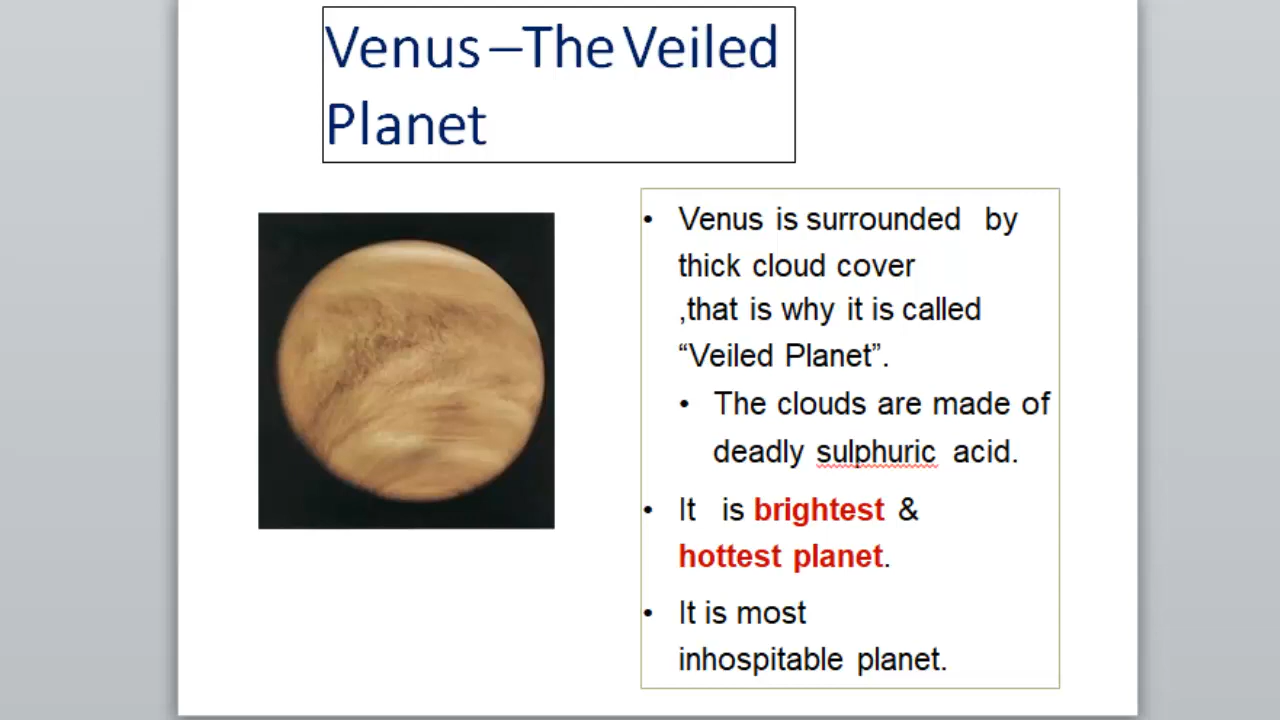 Venus –The Veiled
Planet
• Venus is surrounded by
thick cloud cover
,that is why it is called
“Veiled Planet”.
• The clouds are made of
deadly sulphuric acid.
• It is brightest &
hottest planet.
• It is most
inhospitable planet.